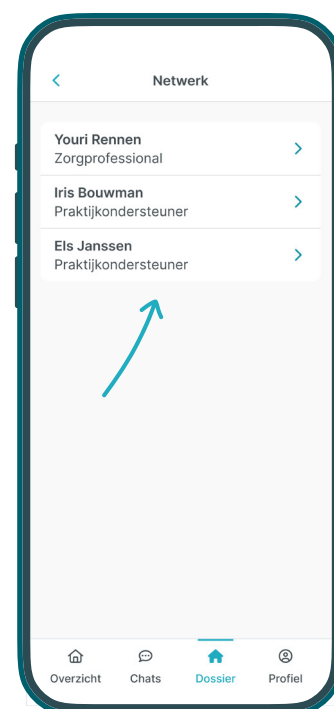 Netwerk
Youri Rennen
Zorgprofessional
Iris Bouwman
Praktijkondersteuner
Els Janssen
Praktijkondersteuner
Overzicht Chats Dossier Profiel